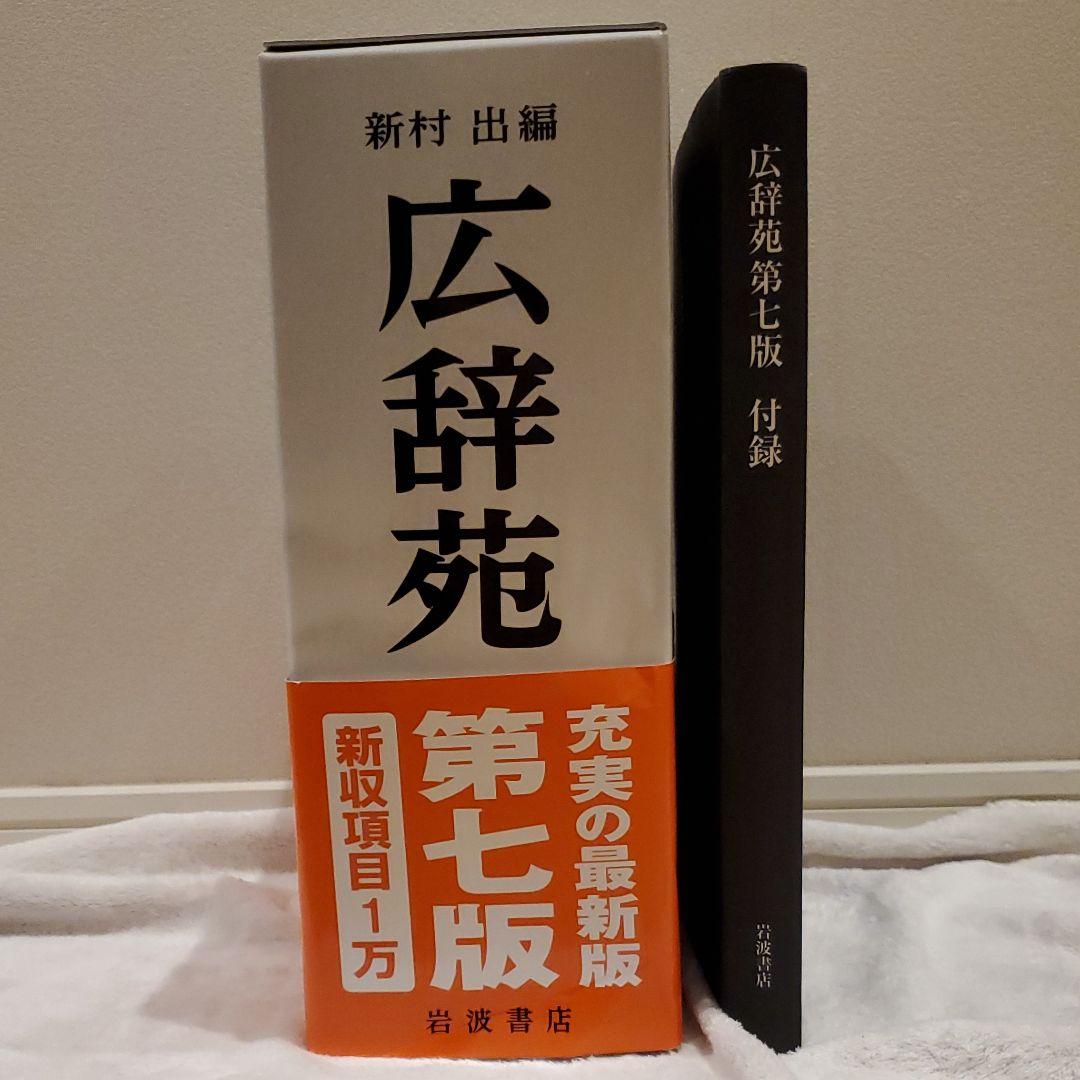 新村 出編
広辞苑
充実の最新版
第七版
新収項目1万
岩波書店
広辞苑 第七版 付録
岩波書店